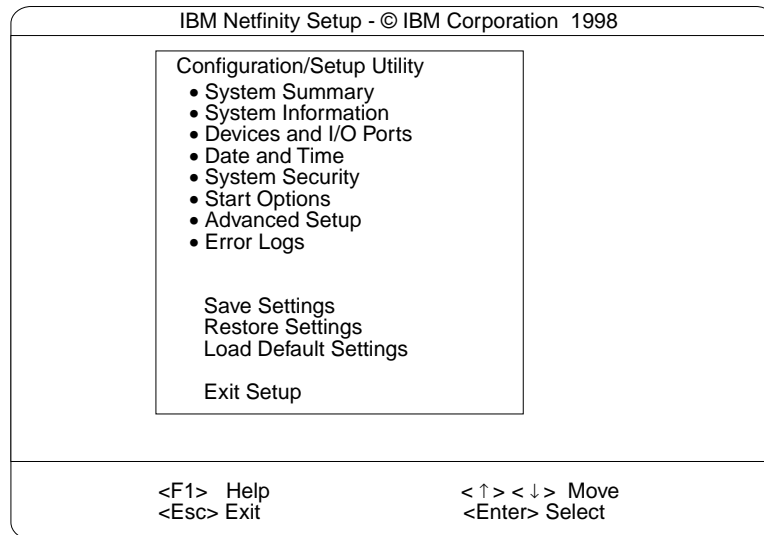 IBM Netfinity Setup - © IBM Corporation 1998
Configuration/Setup Utility
• System Summary
• System Information
• Devices and I/O Ports
• Date and Time
• System Security
• Start Options
• Advanced Setup
• Error Logs
Save Settings
Restore Settings
Load Default Settings
Exit Setup
<F1> Help < ↑ > < ↓ > Move
<Esc> Exit <Enter> Select